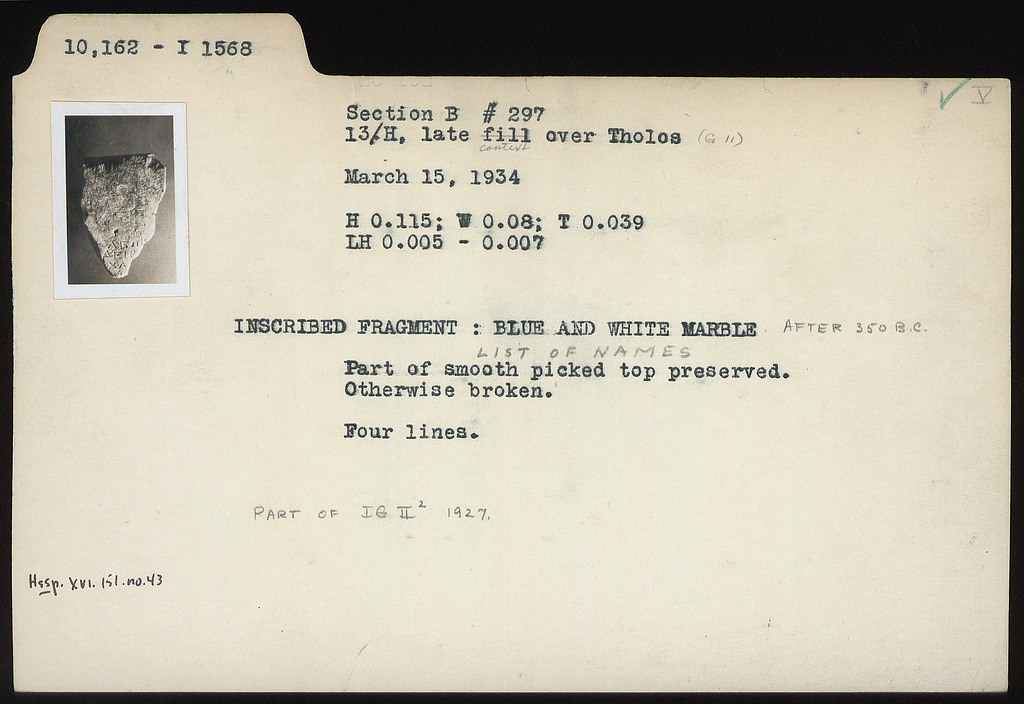 10,162 - I 1568
V
Section B # 297
13/H, late fill over Tholos (G 11)
context
March 15, 1934
H 0.115; W 0.08; T 0.039
LH 0.005 - 0.007
INSCRIBED FRAGMENT : BLUE AND WHITE MARBLE AFTER 350 B.C.
LIST OF NAMES
Part of smooth picked top preserved.
Otherwise broken.
Four lines.
PART OF IG II² 1927.
Hesp. XVI. 151. no. 43